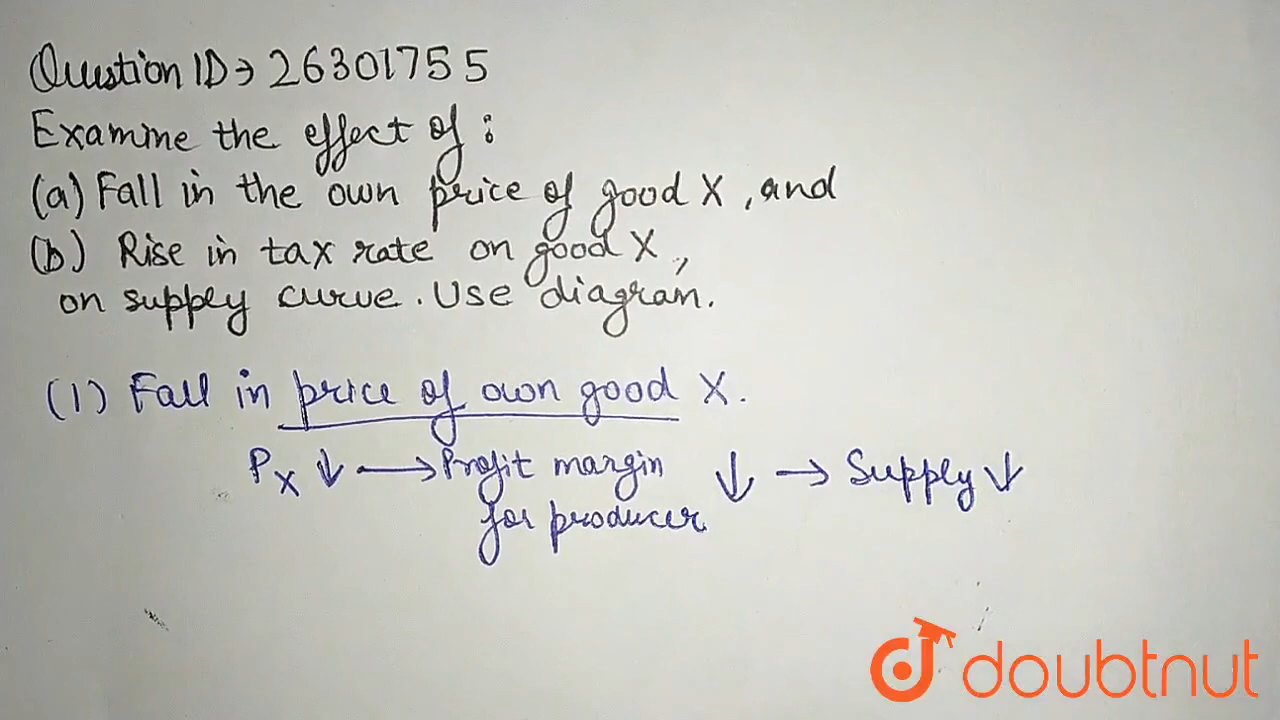 Question ID → 26301755
Examine the effect of :
(a) Fall in the own price of good X, and
(b) Rise in tax rate on good X,
on supply curve. Use diagram.
(1) Fall in price of own good X.
PX ↓ → Profit margin ↓ → Supply ↓
for producer
doubtnut